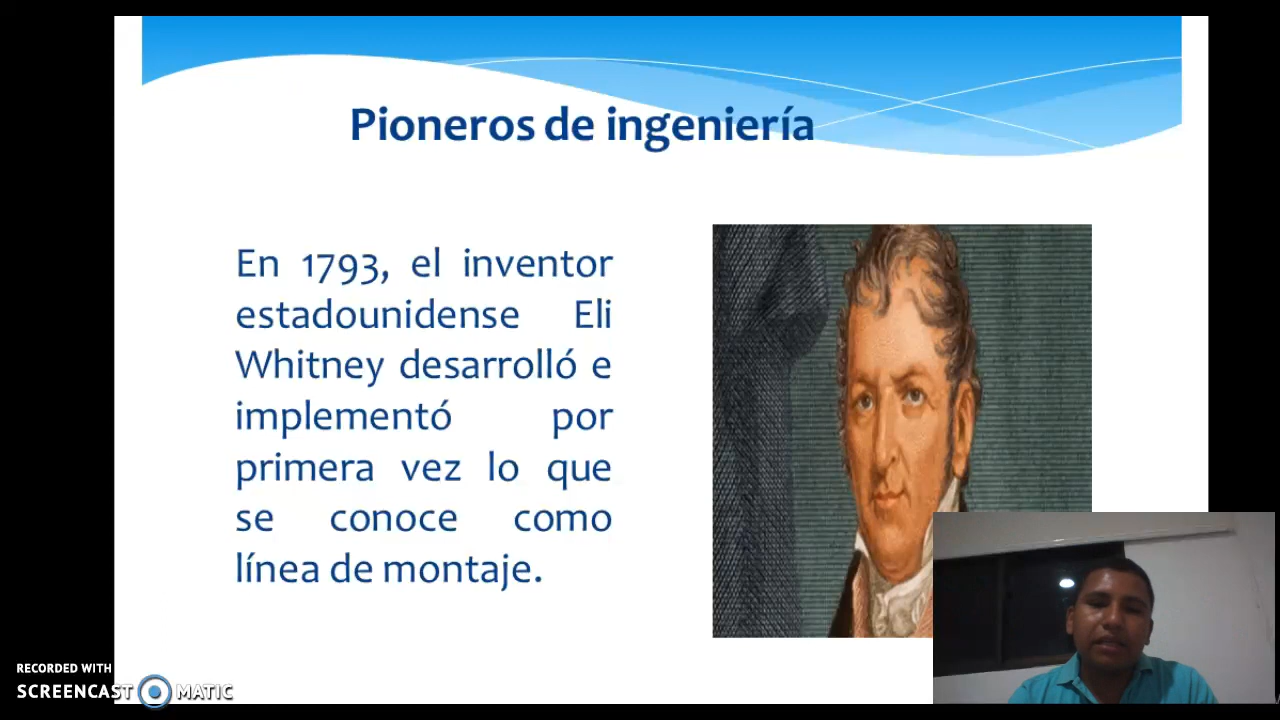 Pioneros de ingeniería
En 1793, el inventor
estadounidense Eli
Whitney desarrolló e
implementó por
primera vez lo que
se conoce como
línea de montaje.
RECORDED WITH
SCREENCAST MATIC